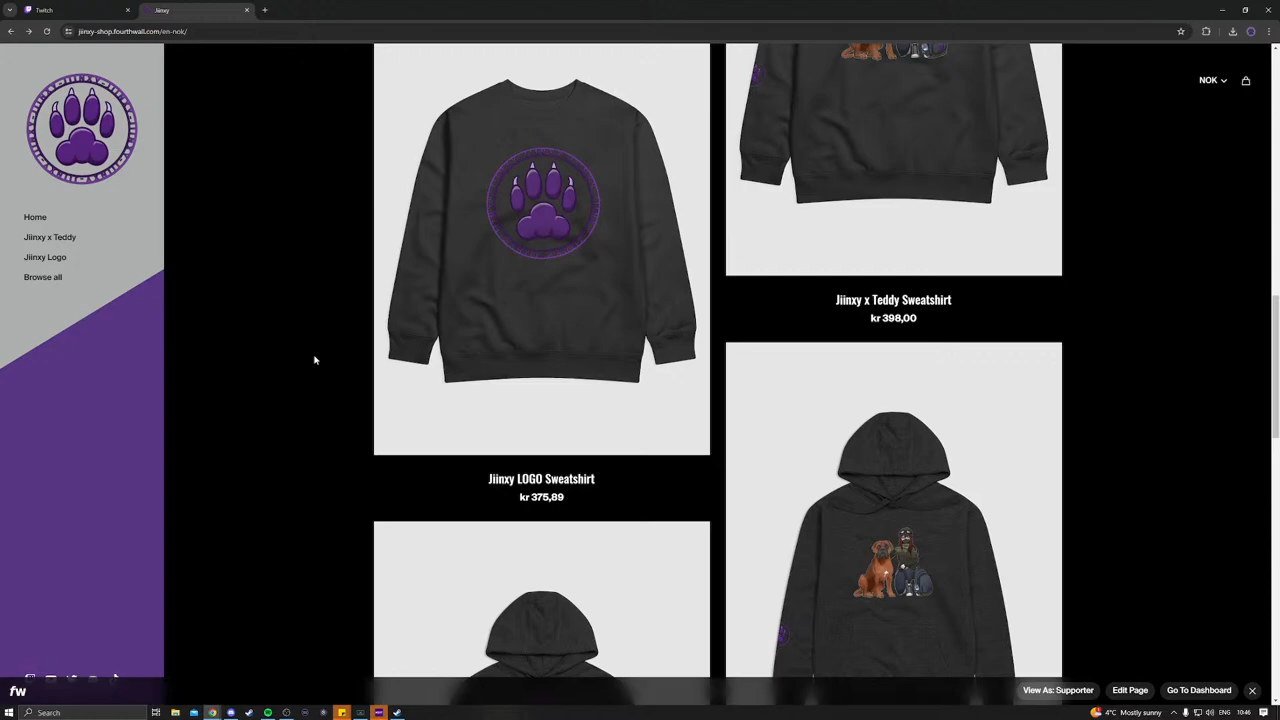 Twitch
Jiinxy
jiinxy-shop.fourthwall.com/en-nok/
NOK
Home
Jiinxy x Teddy
Jiinxy Logo
Browse all
Jiinxy x Teddy Sweatshirt
kr 398,00
Jiinxy LOGO Sweatshirt
kr 375,89
fw
View As: Supporter
Edit Page
Go To Dashboard
Search
4°C Mostly sunny
ENG
10:46